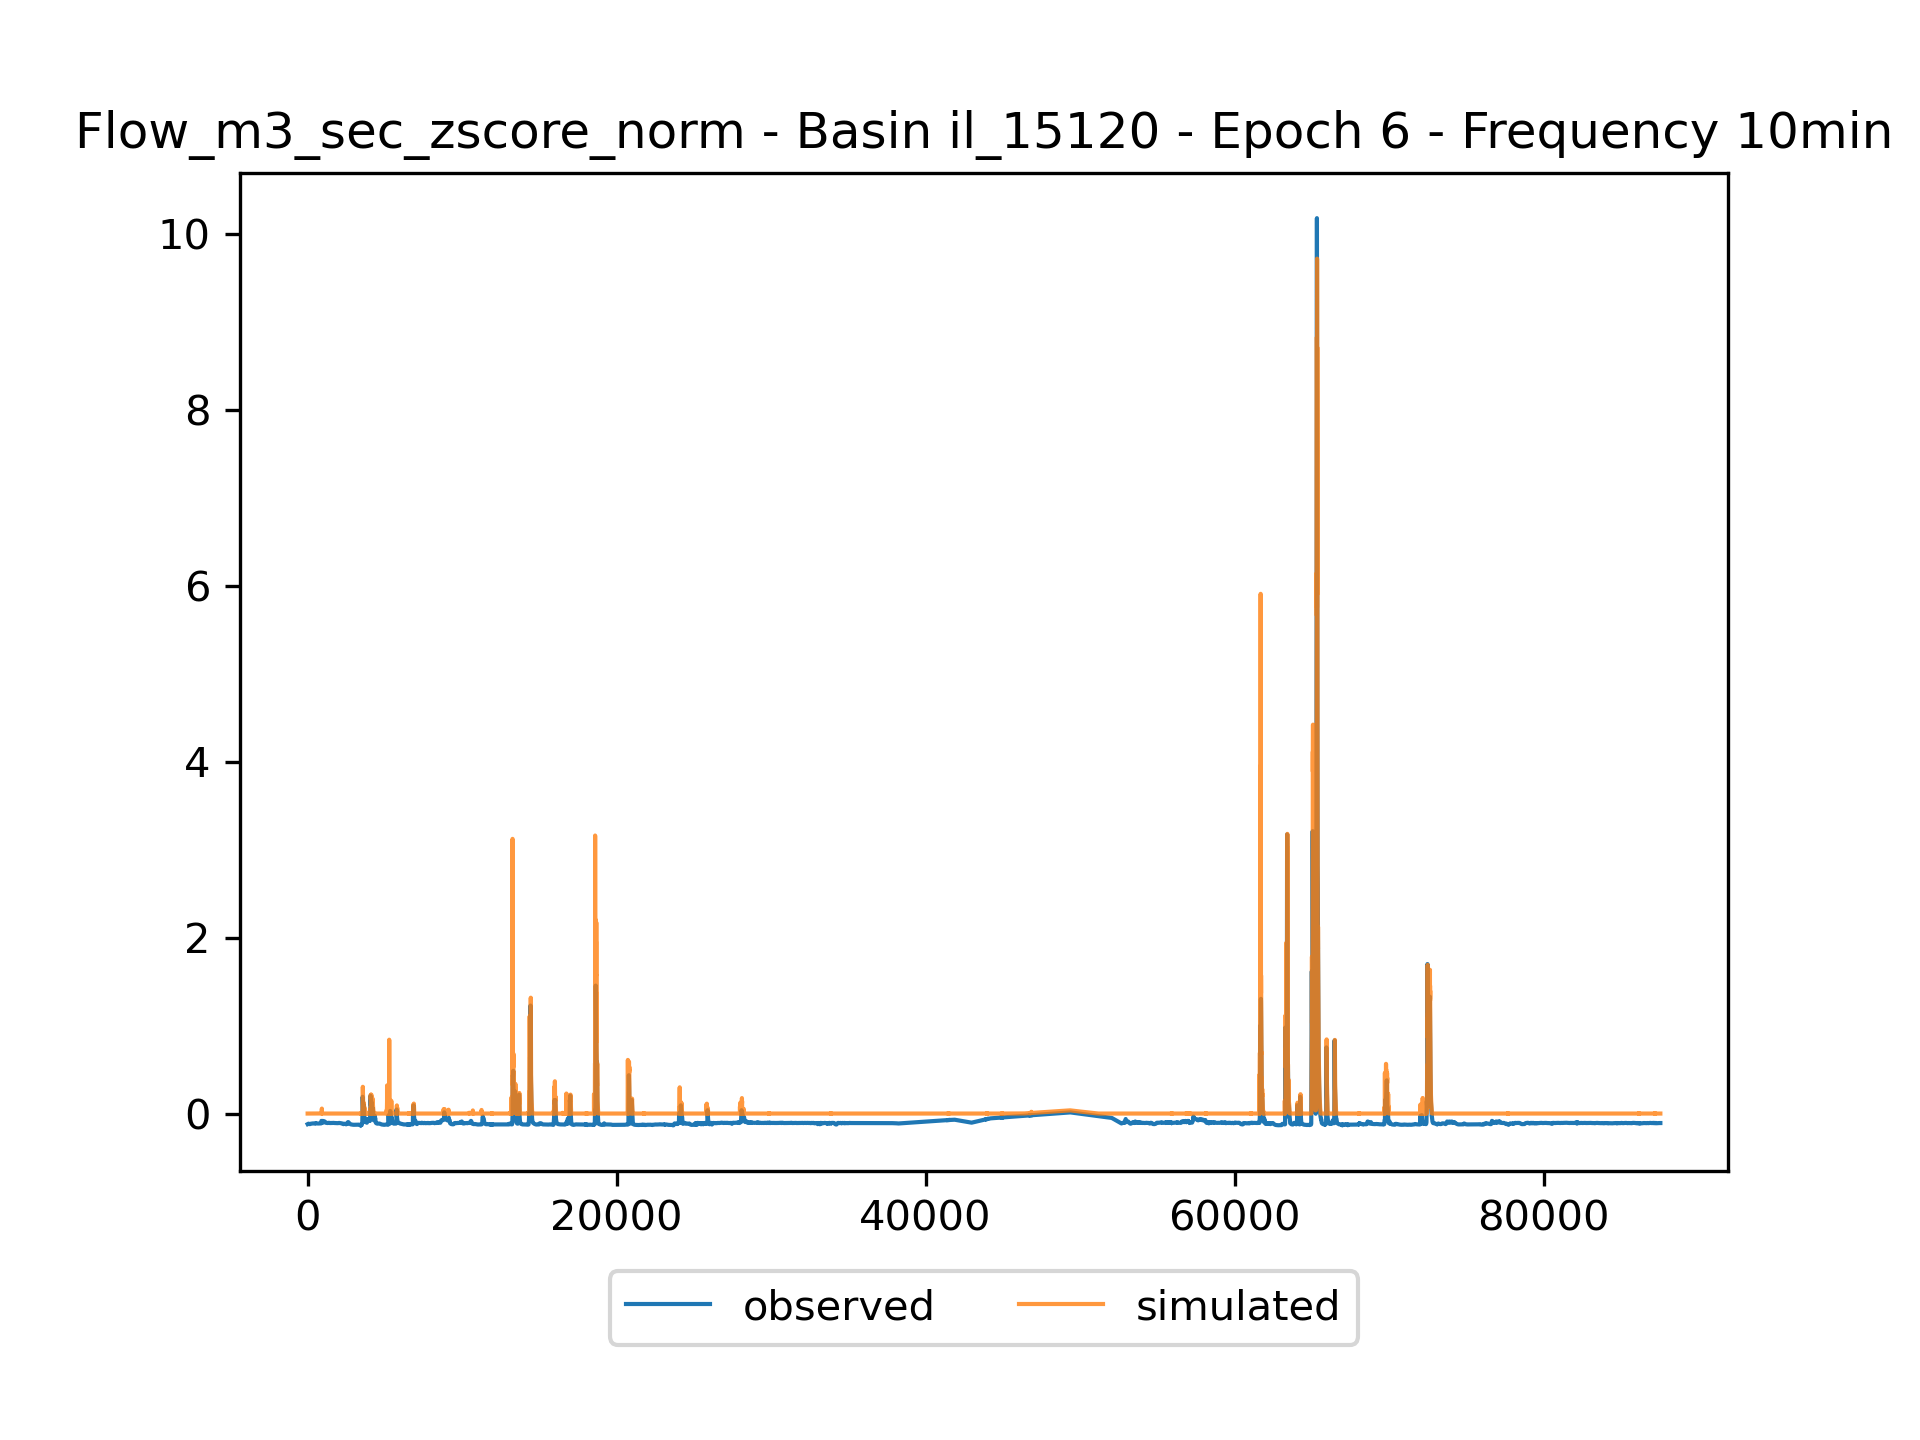 Flow_m3_sec_zscore_norm - Basin il_15120 - Epoch 6 - Frequency 10min
10
8
6
4
2
0
0 20000 40000 60000 80000
observed simulated